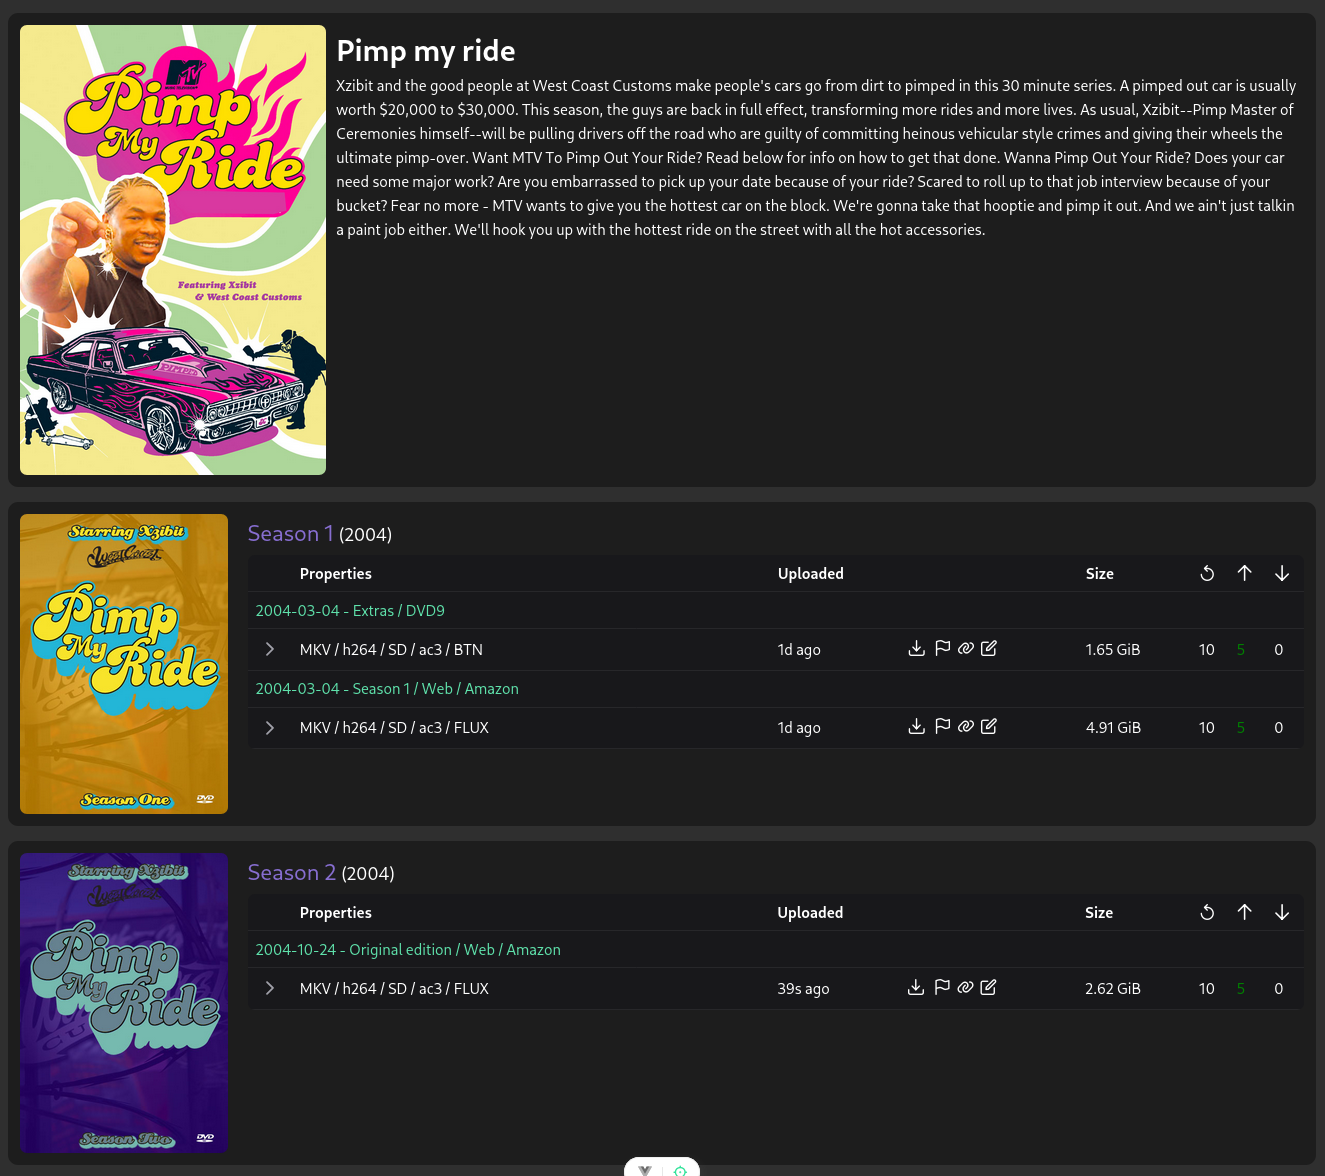 MTV
MUSIC TELEVISION
Pimp
My
Ride
Featuring Xzibit
& West Coast Customs
Pimp my ride
Xzibit and the good people at West Coast Customs make people's cars go from dirt to pimped in this 30 minute series. A pimped out car is usually
worth $20,000 to $30,000. This season, the guys are back in full effect, transforming more rides and more lives. As usual, Xzibit--Pimp Master of
Ceremonies himself--will be pulling drivers off the road who are guilty of committing heinous vehicular style crimes and giving their wheels the
ultimate pimp-over. Want MTV To Pimp Out Your Ride? Read below for info on how to get that done. Wanna Pimp Out Your Ride? Does your car
need some major work? Are you embarrassed to pick up your date because of your ride? Scared to roll up to that job interview because of your
bucket? Fear no more - MTV wants to give you the hottest car on the block. We're gonna take that hooptie and pimp it out. And we ain't just talkin
a paint job either. We'll hook you up with the hottest ride on the street with all the hot accessories.
Starring Xzibit
West Coast
Pimp
My
Ride
Season One
DVD
Season 1 (2004)
Properties Uploaded Size
2004-03-04 - Extras / DVD9
MKV / h264 / SD / ac3 / BTN 1d ago 1.65 GiB 10 5 0
2004-03-04 - Season 1 / Web / Amazon
MKV / h264 / SD / ac3 / FLUX 1d ago 4.91 GiB 10 5 0
Starring Xzibit
West Coast
Pimp
My
Ride
Season Two
DVD
Season 2 (2004)
Properties Uploaded Size
2004-10-24 - Original edition / Web / Amazon
MKV / h264 / SD / ac3 / FLUX 39s ago 2.62 GiB 10 5 0